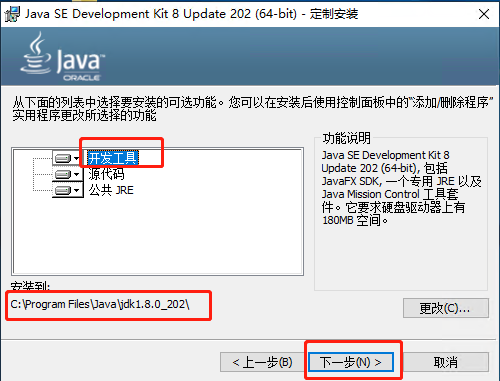 Java SE Development Kit 8 Update 202 (64-bit) - 定制安装
Java
ORACLE
从下面的列表中选择要安装的可选功能。您可以在安装后使用控制面板中的“添加/删除程序”
实用程序更改所选择的功能
开发工具
源代码
公共 JRE
功能说明
Java SE Development Kit 8
Update 202 (64-bit), 包括
JavaFX SDK, 一个专用 JRE 以及
Java Mission Control 工具套
件。它要求硬盘驱动器上有
180MB 空间。
安装到:
C:\Program Files\Java\jdk1.8.0_202\
更改(C)...
< 上一步(B)
下一步(N) >
取消